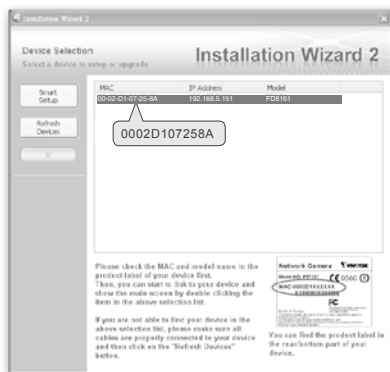 Installation Wizard 2
Device Selection
Select a device to setup or upgrade
Installation Wizard 2
Smart
Setup
Refresh
Devices
MAC IP Address Model
00-02-D1-07-25-8A 192.168.5.151 FD8161
0002D107258A
Please check the MAC and model name in the
product label of your device first.
Then, you can start to link to your device and
show the main screen by double clicking the
item in the above selection list.
If you are not able to find your device in the
above selection list, please make sure all
cables are properly connected to your device
and then click on the "Refresh Devices"
button.
Network Camera VIVOTEK
0560
FC
You can find the product label in
the rear/bottom part of your
device.